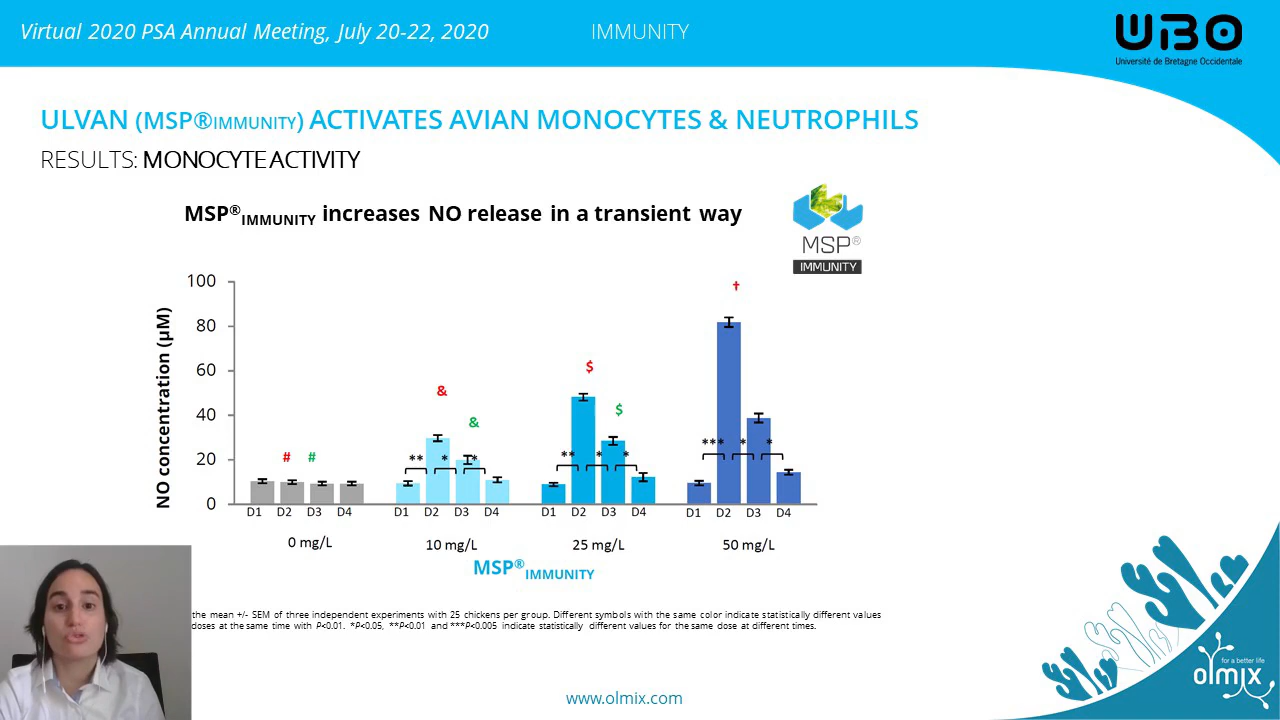 Virtual 2020 PSA Annual Meeting, July 20-22, 2020
IMMUNITY
UBO
Université de Bretagne Occidentale
ULVAN (MSP®IMMUNITY) ACTIVATES AVIAN MONOCYTES & NEUTROPHILS
RESULTS: MONOCYTE ACTIVITY
MSP®IMMUNITY increases NO release in a transient way
MSP®
IMMUNITY
NO concentration (µM)
100
80
60
40
20
0
# #
& &
** * *
$ $
** * *
†
*** * *
D1 D2 D3 D4 D1 D2 D3 D4 D1 D2 D3 D4 D1 D2 D3 D4
0 mg/L 10 mg/L 25 mg/L 50 mg/L
MSP®IMMUNITY
the mean +/- SEM of three independent experiments with 25 chickens per group. Different symbols with the same color indicate statistically different values
doses at the same time with P<0.01. *P<0.05, **P<0.01 and ***P<0.005 indicate statistically different values for the same dose at different times.
for a better life
olmix
www.olmix.com